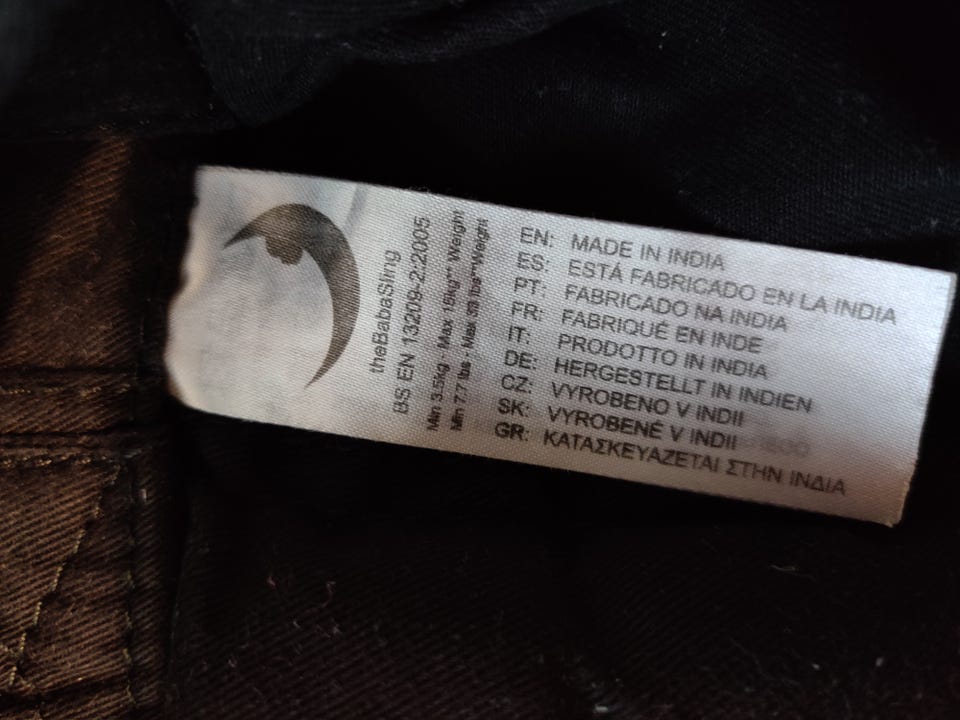 theBabaSling
BS EN 13209-2:2005
Min 3.5kg - Max 15kg** Weight
Min 7.7 lbs - Max 33 lbs**Weight
EN: MADE IN INDIA
ES: ESTÁ FABRICADO EN LA INDIA
PT: FABRICADO NA INDIA
FR: FABRIQUÉ EN INDE
IT: PRODOTTO IN INDIA
DE: HERGESTELLT IN INDIEN
CZ: VYROBENO V INDII
SK: VYROBENÉ V INDII
GR: ΚΑΤΑΣΚΕΥΑΖΕΤΑΙ ΣΤΗΝ ΙΝΔΙΑ